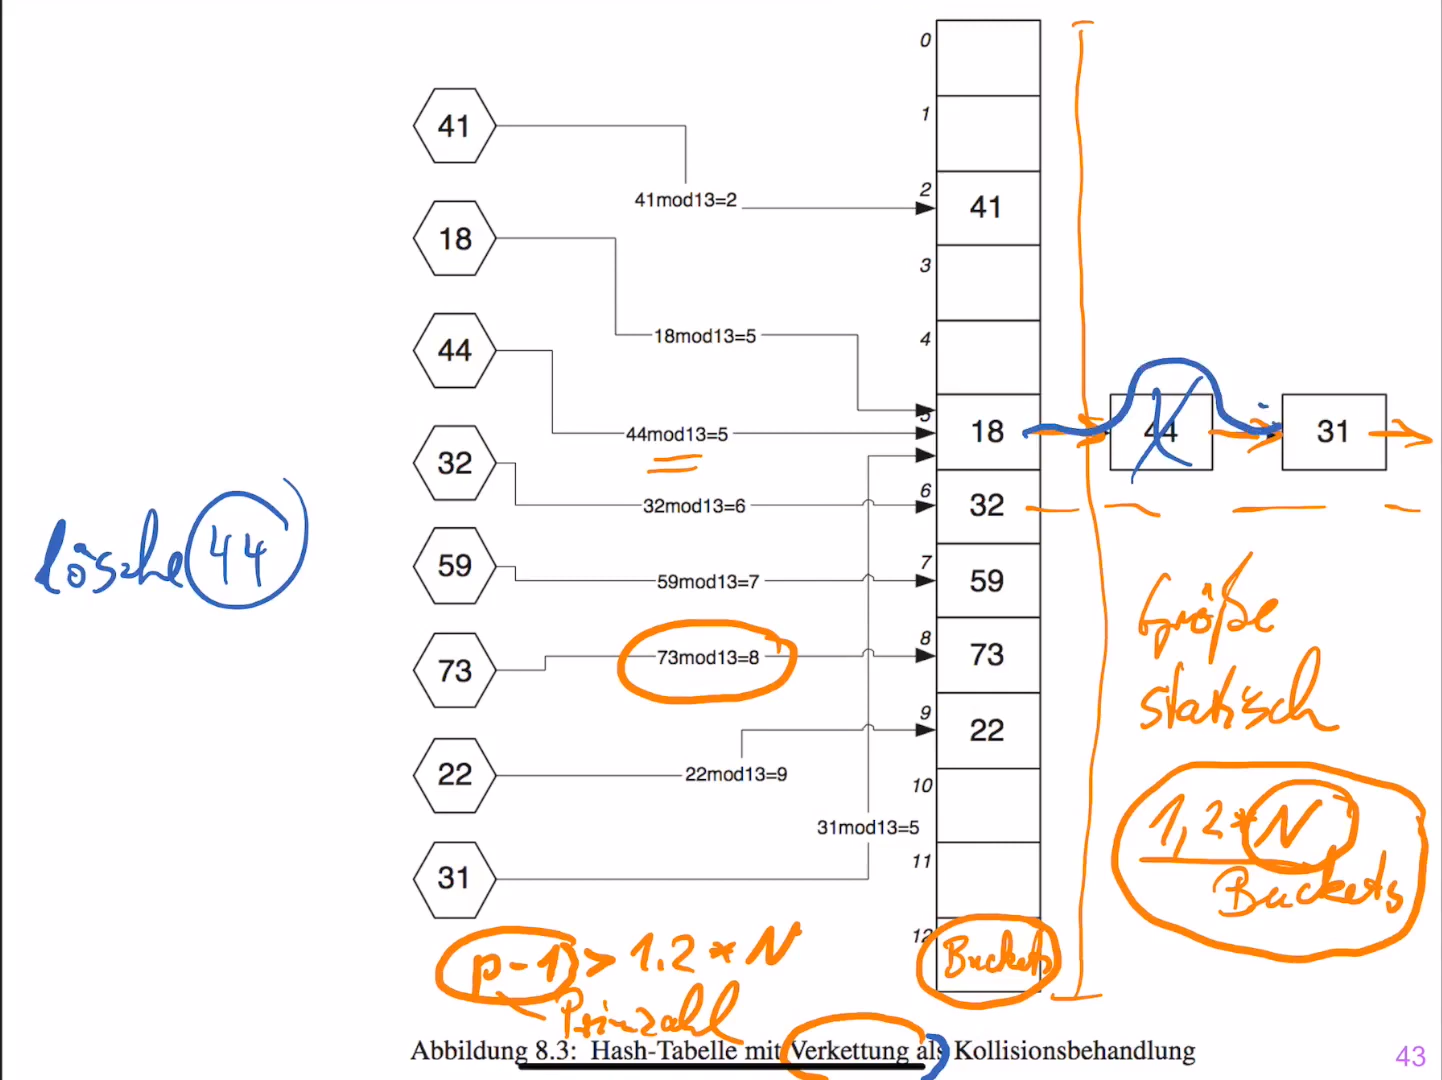 0
1
41
41mod13=2
2
41
18
3
18mod13=5
4
44
44mod13=5
5
18
44
31
32
32mod13=6
6
32
lösche 44
59
59mod13=7
7
59
Größe
statisch
73
73mod13=8
8
73
22
22mod13=9
9
22
10
1,2*N
Buckets
31
31mod13=5
11
12
Buckets
p-1 > 1.2 * N
Primzahl
Abbildung 8.3: Hash-Tabelle mit Verkettung als Kollisionsbehandlung
43